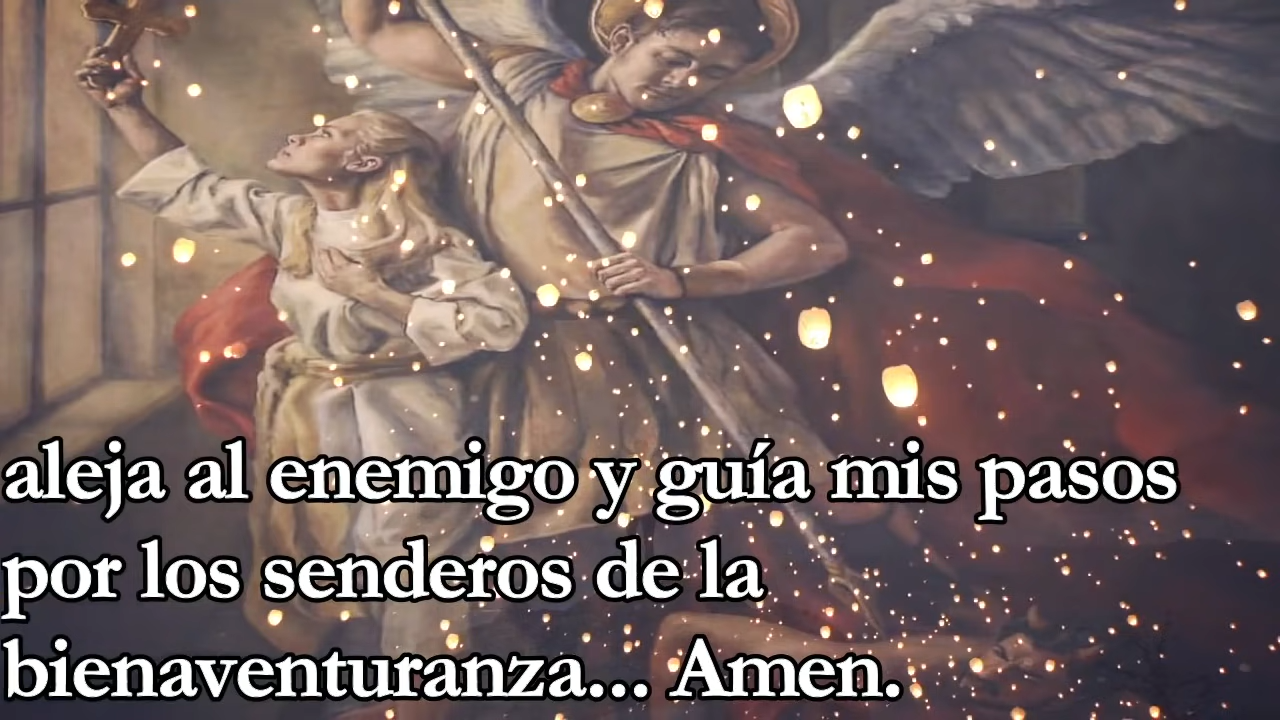 aleja al enemigo y guía mis pasos
por los senderos de la
bienaventuranza... Amen.